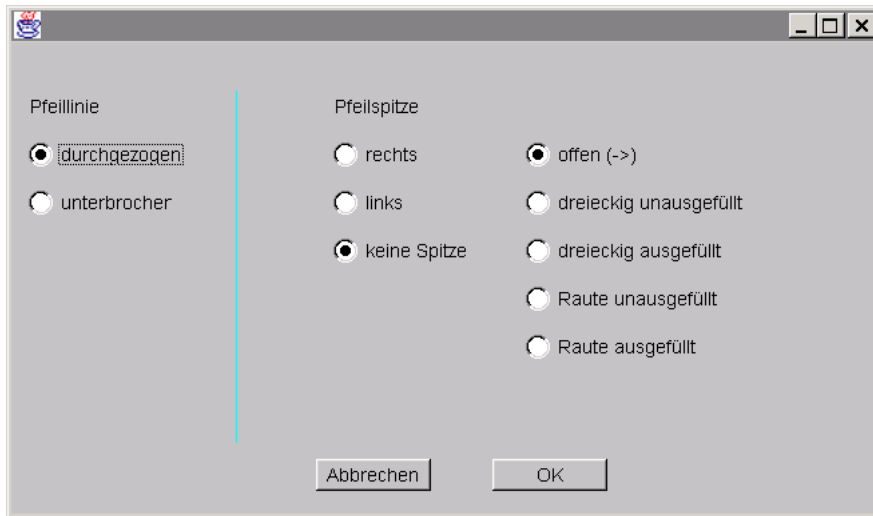 Pfeillinie
durchgezogen
unterbrocher
Pfeilspitze
rechts
links
keine Spitze
offen (->)
dreieckig unausgefüllt
dreieckig ausgefüllt
Raute unausgefüllt
Raute ausgefüllt
Abbrechen
OK